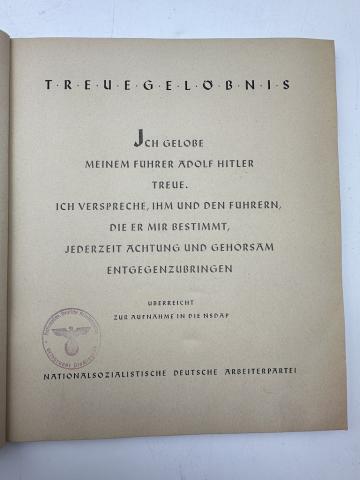 T·R·E·U·E·G·E·L·Ö·B·N·I·S
JCH GELOBE
MEINEM FÜHRER ADOLF HITLER
TREUE.
ICH VERSPRECHE, IHM UND DEN FÜHRERN,
DIE ER MIR BESTIMMT,
JEDERZEIT ACHTUNG UND GEHORSAM
ENTGEGENZUBRINGEN
ÜBERREICHT
ZUR AUFNAHME IN DIE NSDAP
NATIONALSOZIALISTISCHE DEUTSCHE ARBEITERPARTEI